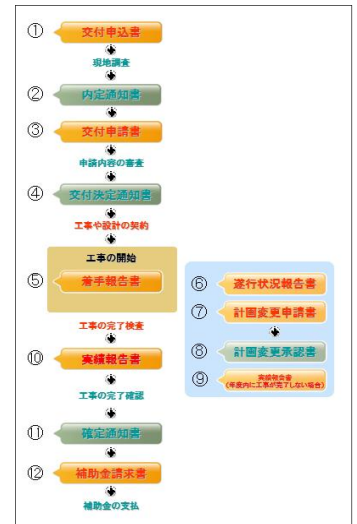 ① 交付申込書
現地調査
② 内定通知書
③ 交付申請書
申請内容の審査
④ 交付決定通知書
工事や設計の契約
工事の開始
⑤ 着手報告書
⑥ 遂行状況報告書
⑦ 計画変更申請書
⑧ 計画変更承認書
⑨ 実績報告書
(年度内に工事が完了しない場合)
工事の完了検査
⑩ 実績報告書
工事の完了確認
⑪ 確定通知書
⑫ 補助金請求書
補助金の支払